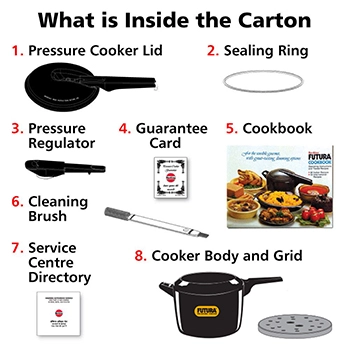 What is Inside the Carton
1. Pressure Cooker Lid
2. Sealing Ring
3. Pressure
Regulator
4. Guarantee
Card
5. Cookbook
FUTURA
COOKBOOK
6. Cleaning
Brush
7. Service
Centre
Directory
8. Cooker Body and Grid
FUTURA